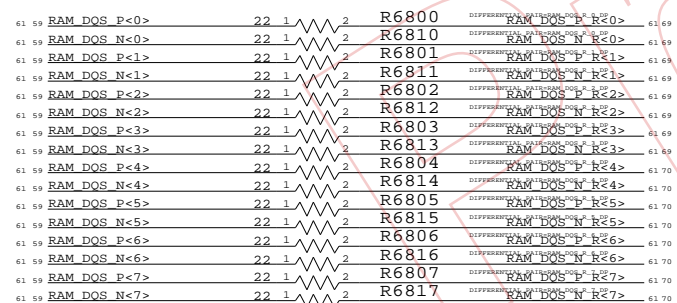 61 59 RAM_DQS_P<0> 22 1 2 R6800 DIFFERENTIAL_PAIR=RAM_DQS_R_0_DP RAM_DQS_P_R<0> 61 69
61 59 RAM_DQS_N<0> 22 1 2 R6810 DIFFERENTIAL_PAIR=RAM_DQS_R_0_DP RAM_DQS_N_R<0> 61 69
61 59 RAM_DQS_P<1> 22 1 2 R6801 DIFFERENTIAL_PAIR=RAM_DQS_R_1_DP RAM_DQS_P_R<1> 61 69
61 59 RAM_DQS_N<1> 22 1 2 R6811 DIFFERENTIAL_PAIR=RAM_DQS_R_1_DP RAM_DQS_N_R<1> 61 69
61 59 RAM_DQS_P<2> 22 1 2 R6802 DIFFERENTIAL_PAIR=RAM_DQS_R_2_DP RAM_DQS_P_R<2> 61 69
61 59 RAM_DQS_N<2> 22 1 2 R6812 DIFFERENTIAL_PAIR=RAM_DQS_R_2_DP RAM_DQS_N_R<2> 61 69
61 59 RAM_DQS_P<3> 22 1 2 R6803 DIFFERENTIAL_PAIR=RAM_DQS_R_3_DP RAM_DQS_P_R<3> 61 69
61 59 RAM_DQS_N<3> 22 1 2 R6813 DIFFERENTIAL_PAIR=RAM_DQS_R_3_DP RAM_DQS_N_R<3> 61 69
61 59 RAM_DQS_P<4> 22 1 2 R6804 DIFFERENTIAL_PAIR=RAM_DQS_R_4_DP RAM_DQS_P_R<4> 61 70
61 59 RAM_DQS_N<4> 22 1 2 R6814 DIFFERENTIAL_PAIR=RAM_DQS_R_4_DP RAM_DQS_N_R<4> 61 70
61 59 RAM_DQS_P<5> 22 1 2 R6805 DIFFERENTIAL_PAIR=RAM_DQS_R_5_DP RAM_DQS_P_R<5> 61 70
61 59 RAM_DQS_N<5> 22 1 2 R6815 DIFFERENTIAL_PAIR=RAM_DQS_R_5_DP RAM_DQS_N_R<5> 61 70
61 59 RAM_DQS_P<6> 22 1 2 R6806 DIFFERENTIAL_PAIR=RAM_DQS_R_6_DP RAM_DQS_P_R<6> 61 70
61 59 RAM_DQS_N<6> 22 1 2 R6816 DIFFERENTIAL_PAIR=RAM_DQS_R_6_DP RAM_DQS_N_R<6> 61 70
61 59 RAM_DQS_P<7> 22 1 2 R6807 DIFFERENTIAL_PAIR=RAM_DQS_R_7_DP RAM_DQS_P_R<7> 61 70
61 59 RAM_DQS_N<7> 22 1 2 R6817 DIFFERENTIAL_PAIR=RAM_DQS_R_7_DP RAM_DQS_N_R<7> 61 70